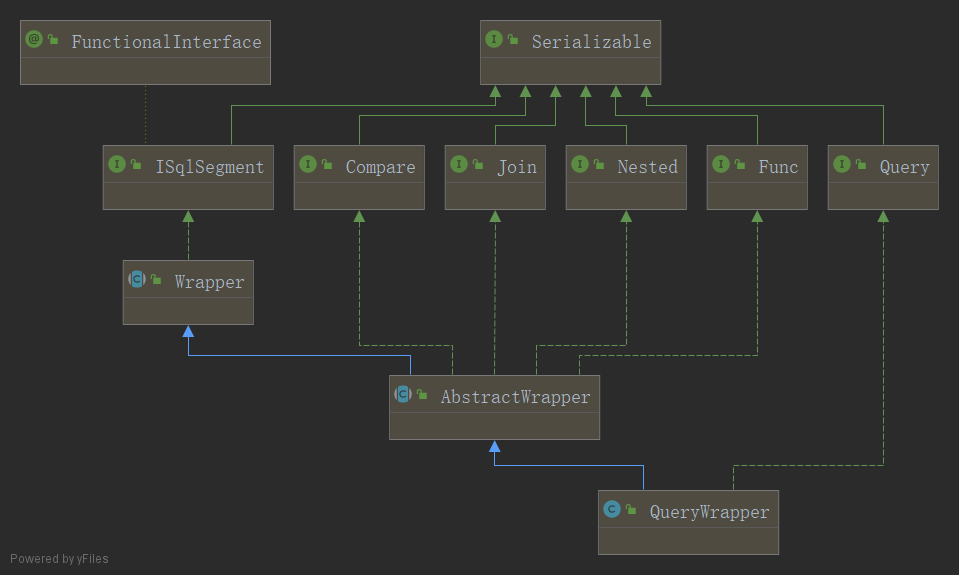 FunctionalInterface
Serializable
ISqlSegment
Compare
Join
Nested
Func
Query
Wrapper
AbstractWrapper
QueryWrapper
Powered by yFiles